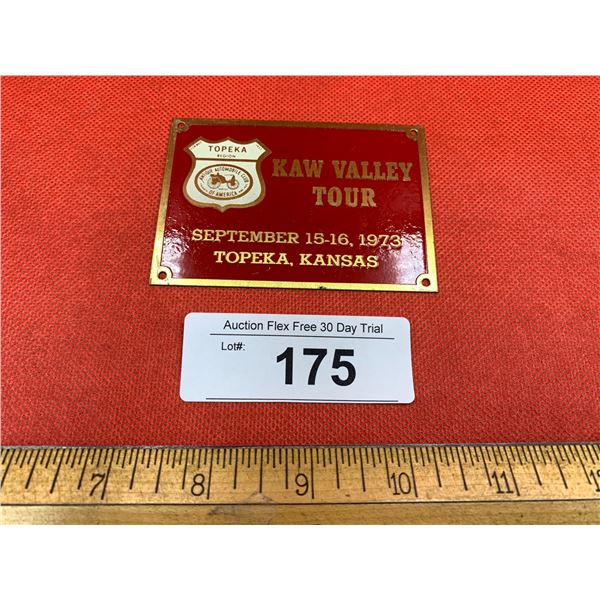 TOPEKA
REGION
ANTIQUE AUTOMOBILE CLUB
OF AMERICA
KAW VALLEY
TOUR
SEPTEMBER 15-16, 1973
TOPEKA, KANSAS
Auction Flex Free 30 Day Trial
Lot#:
175
7 8 9 10 11